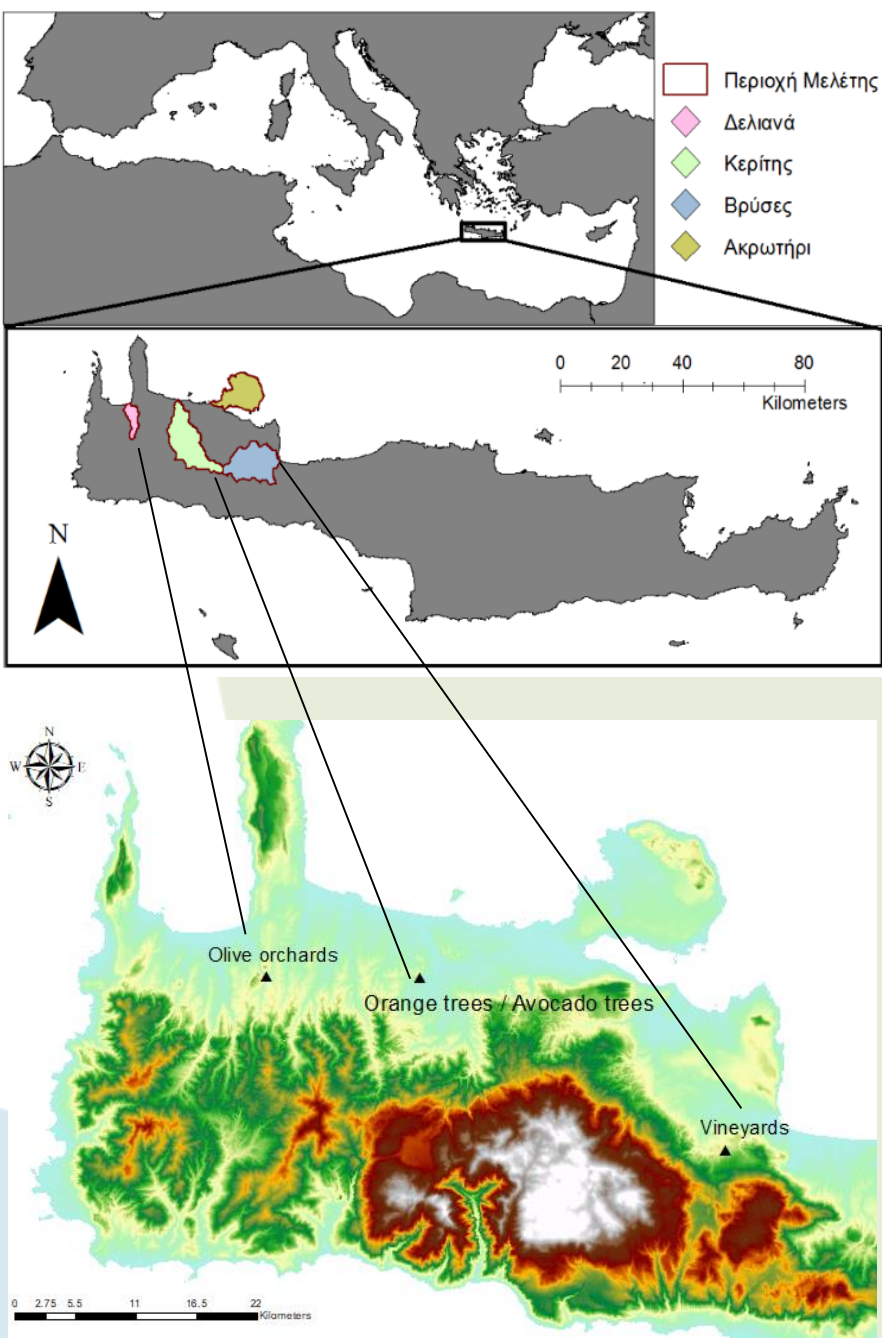 Περιοχή Μελέτης
Δελιανά
Κερίτης
Βρύσες
Ακρωτήρι
0 20 40 60 80
Kilometers
N
N
W E
S
Olive orchards
Orange trees / Avocado trees
Vineyards
0 2.75 5.5 11 16.5 22
Kilometers